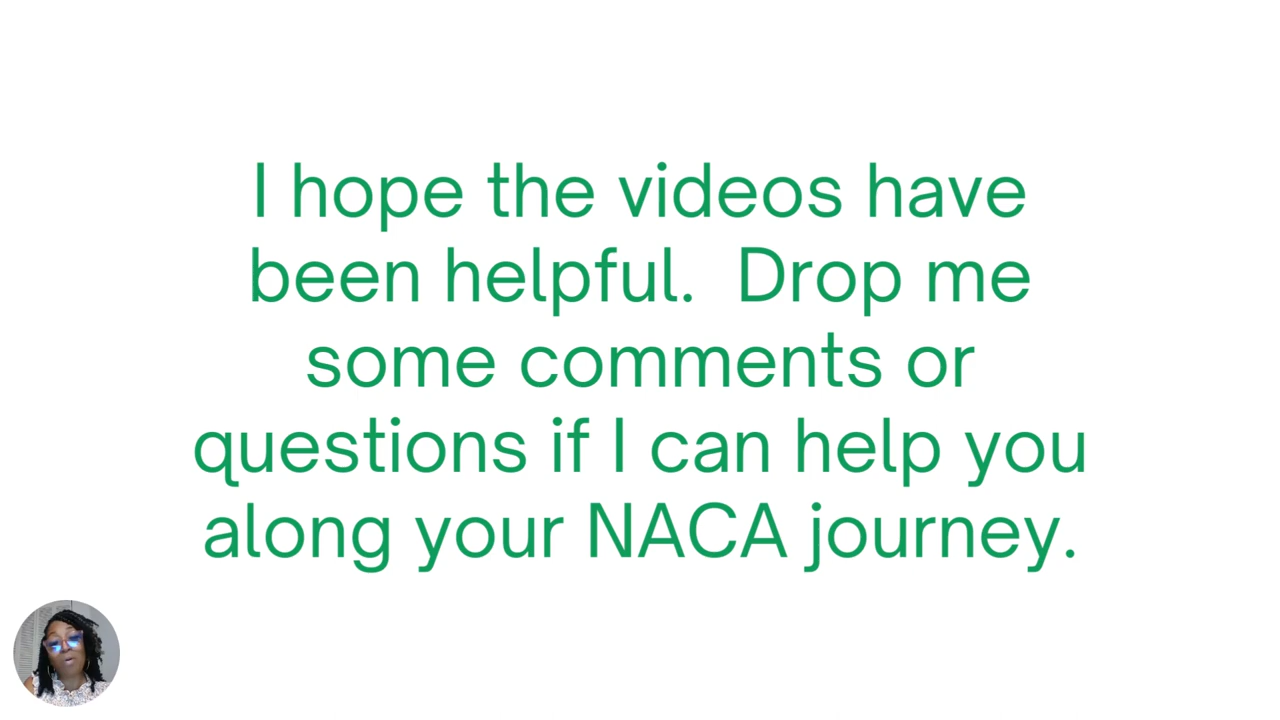 I hope the videos have
been helpful.  Drop me
some comments or
questions if I can help you
along your NACA journey.